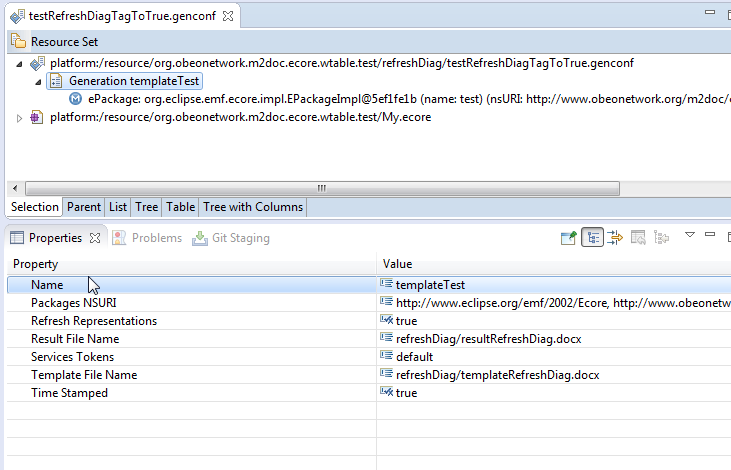 testRefreshDiagTagToTrue.genconf
Resource Set
platform:/resource/org.obeonetwork.m2doc.ecore.wtable.test/refreshDiag/testRefreshDiagTagToTrue.genconf
Generation templateTest
M ePackage: org.eclipse.emf.ecore.impl.EPackageImpl@5ef1fe1b (name: test) (nsURI: http://www.obeonetwork.org/m2doc/
platform:/resource/org.obeonetwork.m2doc.ecore.wtable.test/My.ecore
Selection Parent List Tree Table Tree with Columns
Properties Problems Git Staging
Property Value
Name templateTest
Packages NSURI http://www.eclipse.org/emf/2002/Ecore, http://www.obeonetw
Refresh Representations true
Result File Name refreshDiag/resultRefreshDiag.docx
Services Tokens default
Template File Name refreshDiag/templateRefreshDiag.docx
Time Stamped true